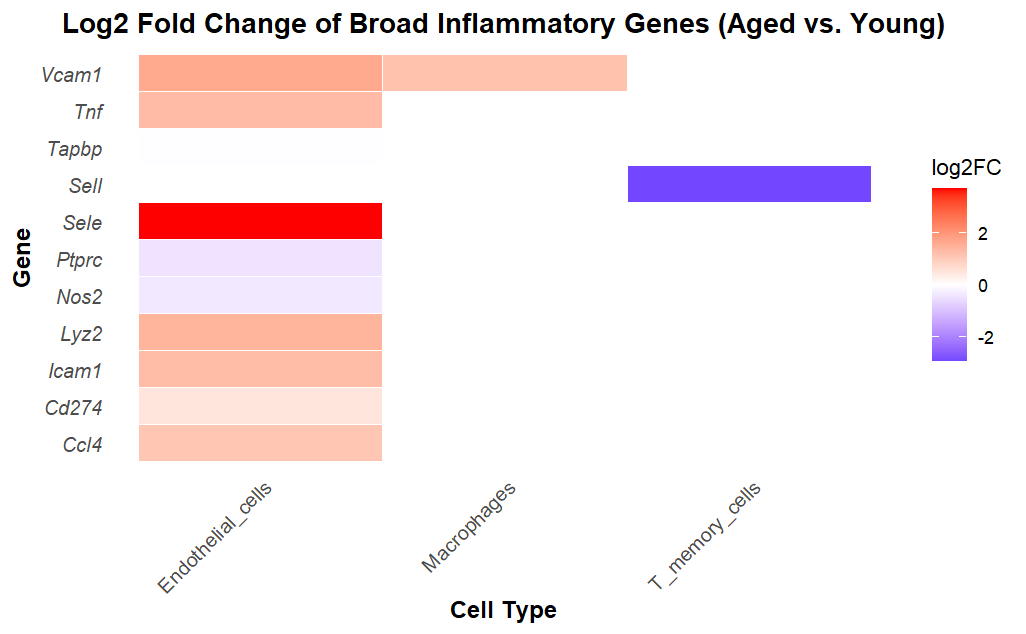 Log2 Fold Change of Broad Inflammatory Genes (Aged vs. Young)
Gene
Vcam1
Tnf
Tapbp
Sell
Sele
Ptprc
Nos2
Lyz2
Icam1
Cd274
Ccl4
Endothelial_cells
Macrophages
T_memory_cells
Cell Type
log2FC
2
0
-2